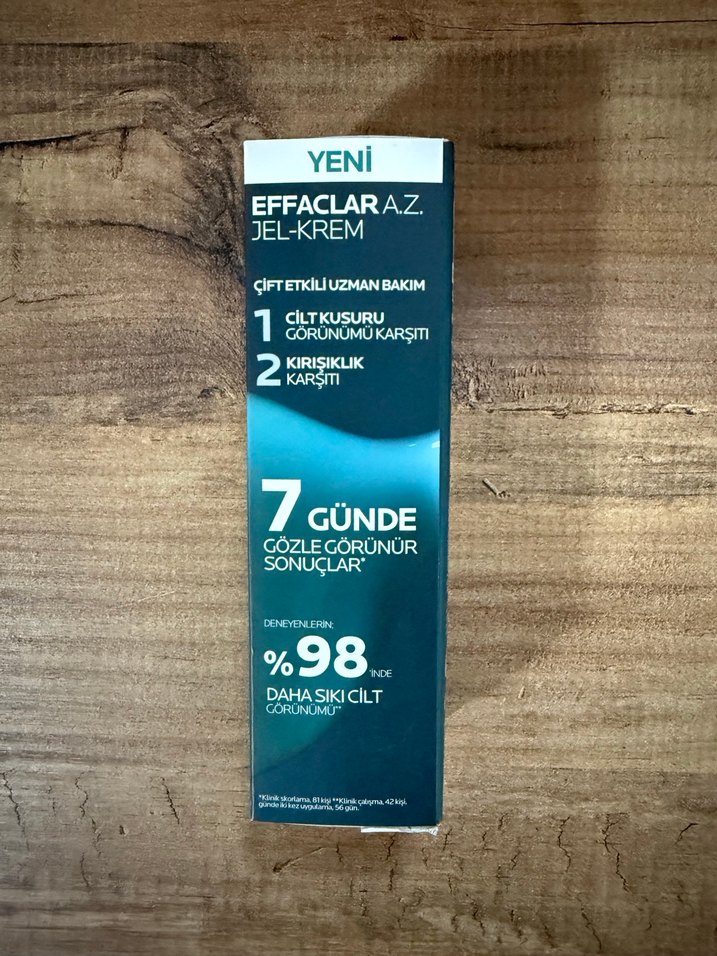 YENİ
EFFACLAR A.Z.
JEL-KREM
ÇİFT ETKİLİ UZMAN BAKIM
1 CİLT KUSURU
GÖRÜNÜMÜ KARŞITI
2 KIRIŞIKLIK
KARŞITI
7 GÜNDE
GÖZLE GÖRÜNÜR
SONUÇLAR*
DENEYENLERİN;
%98'İNDE
DAHA SIKI CİLT
GÖRÜNÜMÜ**
*Klinik skorlama, 81 kişi **Klinik çalışma, 42 kişi,
günde iki kez uygulama, 56 gün.